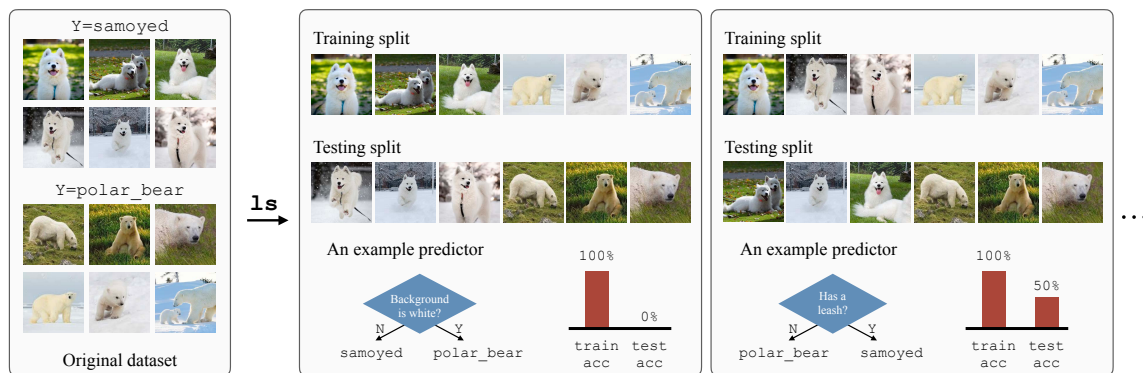 Y=samoyed
Y=polar_bear
Original dataset
ls
Training split
Testing split
An example predictor
Background
is white?
N
Y
samoyed
polar_bear
100%
0%
train
acc
test
acc
Training split
Testing split
An example predictor
Has a
leash?
N
Y
polar_bear
samoyed
100%
50%
train
acc
test
acc
...